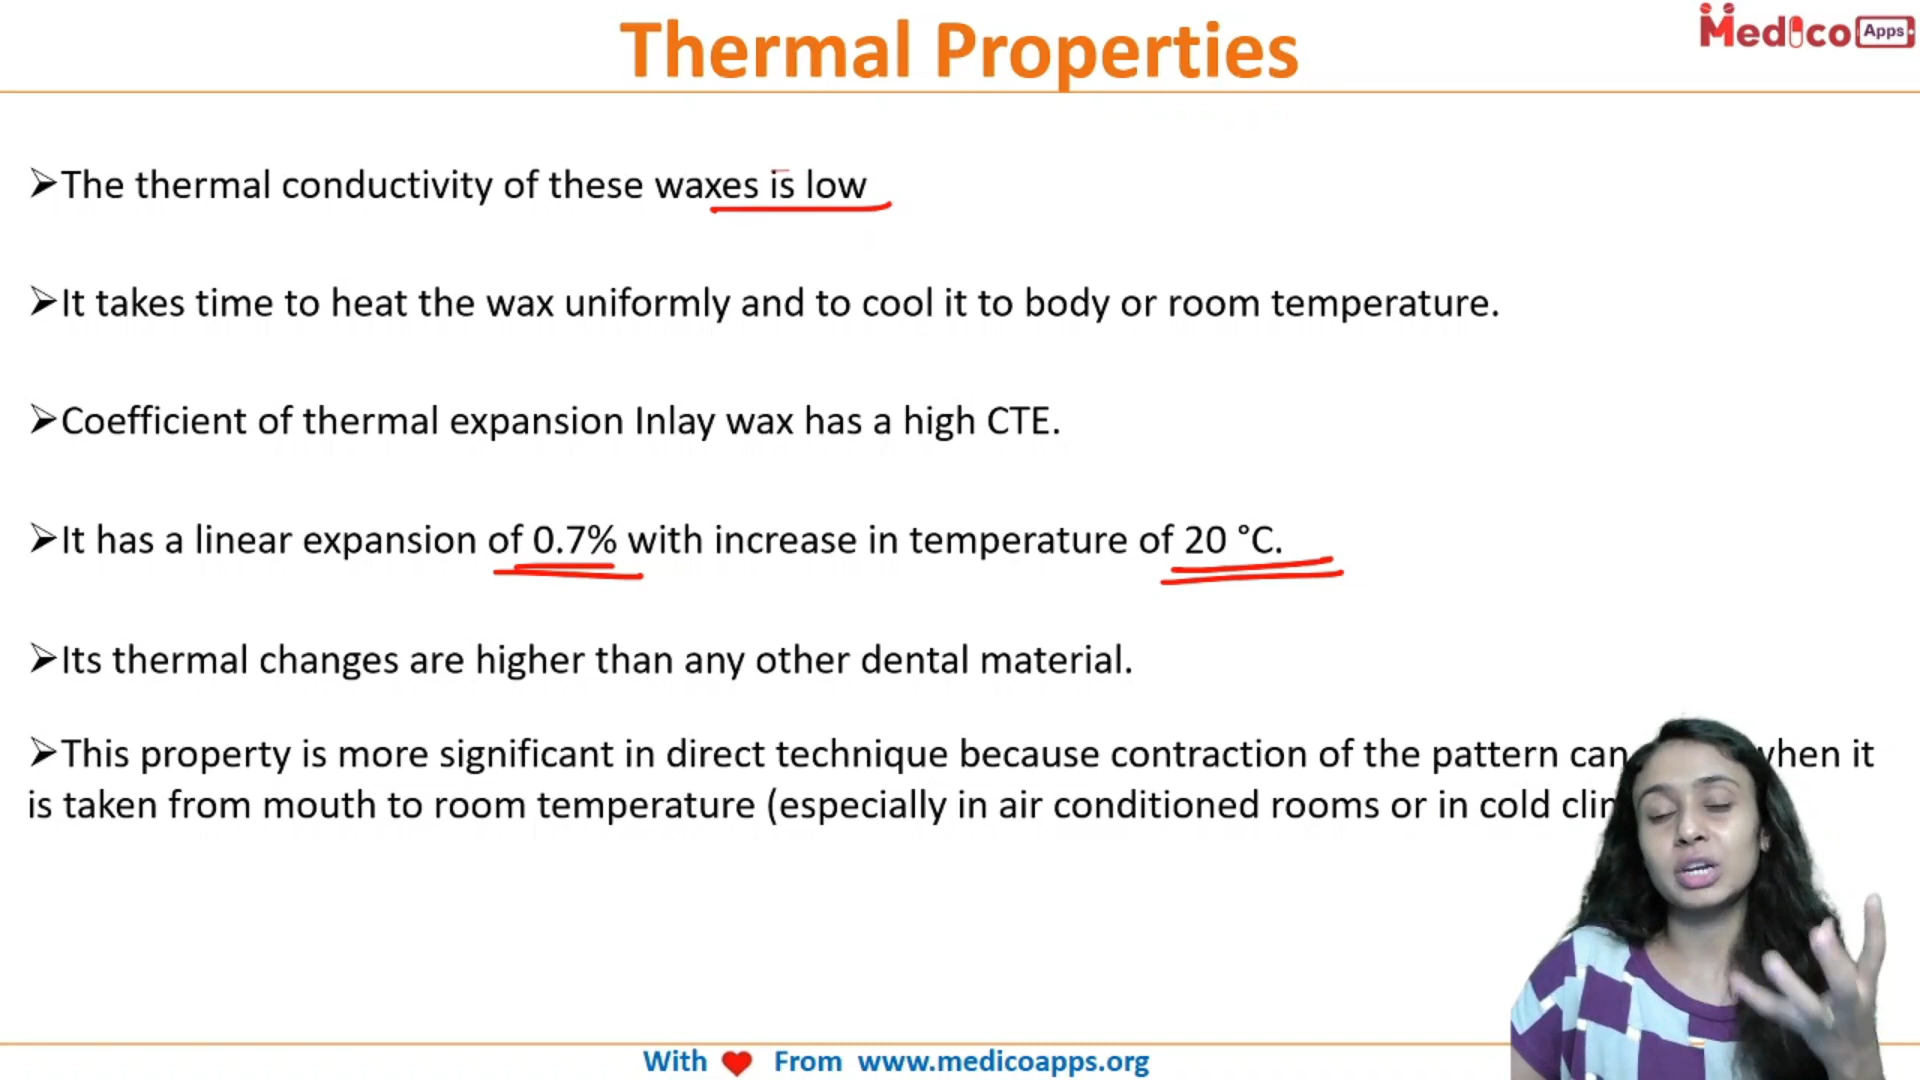 Thermal Properties
Medico Apps
➤The thermal conductivity of these waxes is low
➤It takes time to heat the wax uniformly and to cool it to body or room temperature.
➤Coefficient of thermal expansion Inlay wax has a high CTE.
➤It has a linear expansion of 0.7% with increase in temperature of 20 °C.
➤Its thermal changes are higher than any other dental material.
➤This property is more significant in direct technique because contraction of the pattern can when it
is taken from mouth to room temperature (especially in air conditioned rooms or in cold
With ❤ From www.medicoapps.org